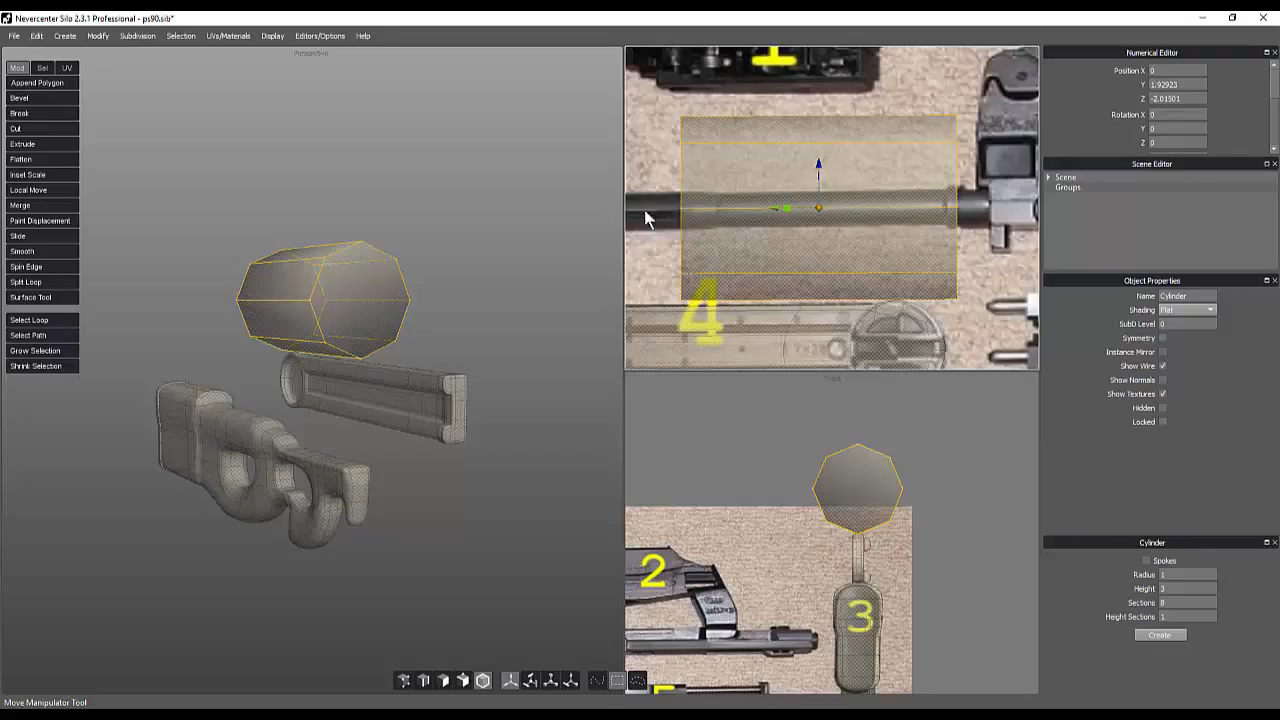 Nevercenter Silo 2.3.1 Professional - ps90.sib*
File Edit Create Modify Subdivision Selection UVs/Materials Display Editors/Options Help
Perspective
Mod Sel UV
Append Polygon
Bevel
Break
Cut
Extrude
Flatten
Inset Scale
Local Move
Merge
Paint Displacement
Slide
Smooth
Spin Edge
Split Loop
Surface Tool
Select Loop
Select Path
Grow Selection
Shrink Selection
4
2
3
Numerical Editor
Position X 0
Y 1.92923
Z -2.01501
Rotation X 0
Y 0
Z 0
Scene Editor
Scene
Groups
Object Properties
Name Cylinder
Shading Flat
SubD Level 0
Symmetry
Instance Mirror
Show Wire
Show Normals
Show Textures
Hidden
Locked
Cylinder
Spokes
Radius 1
Height 3
Sections 8
Height Sections 1
Create
Move Manipulator Tool